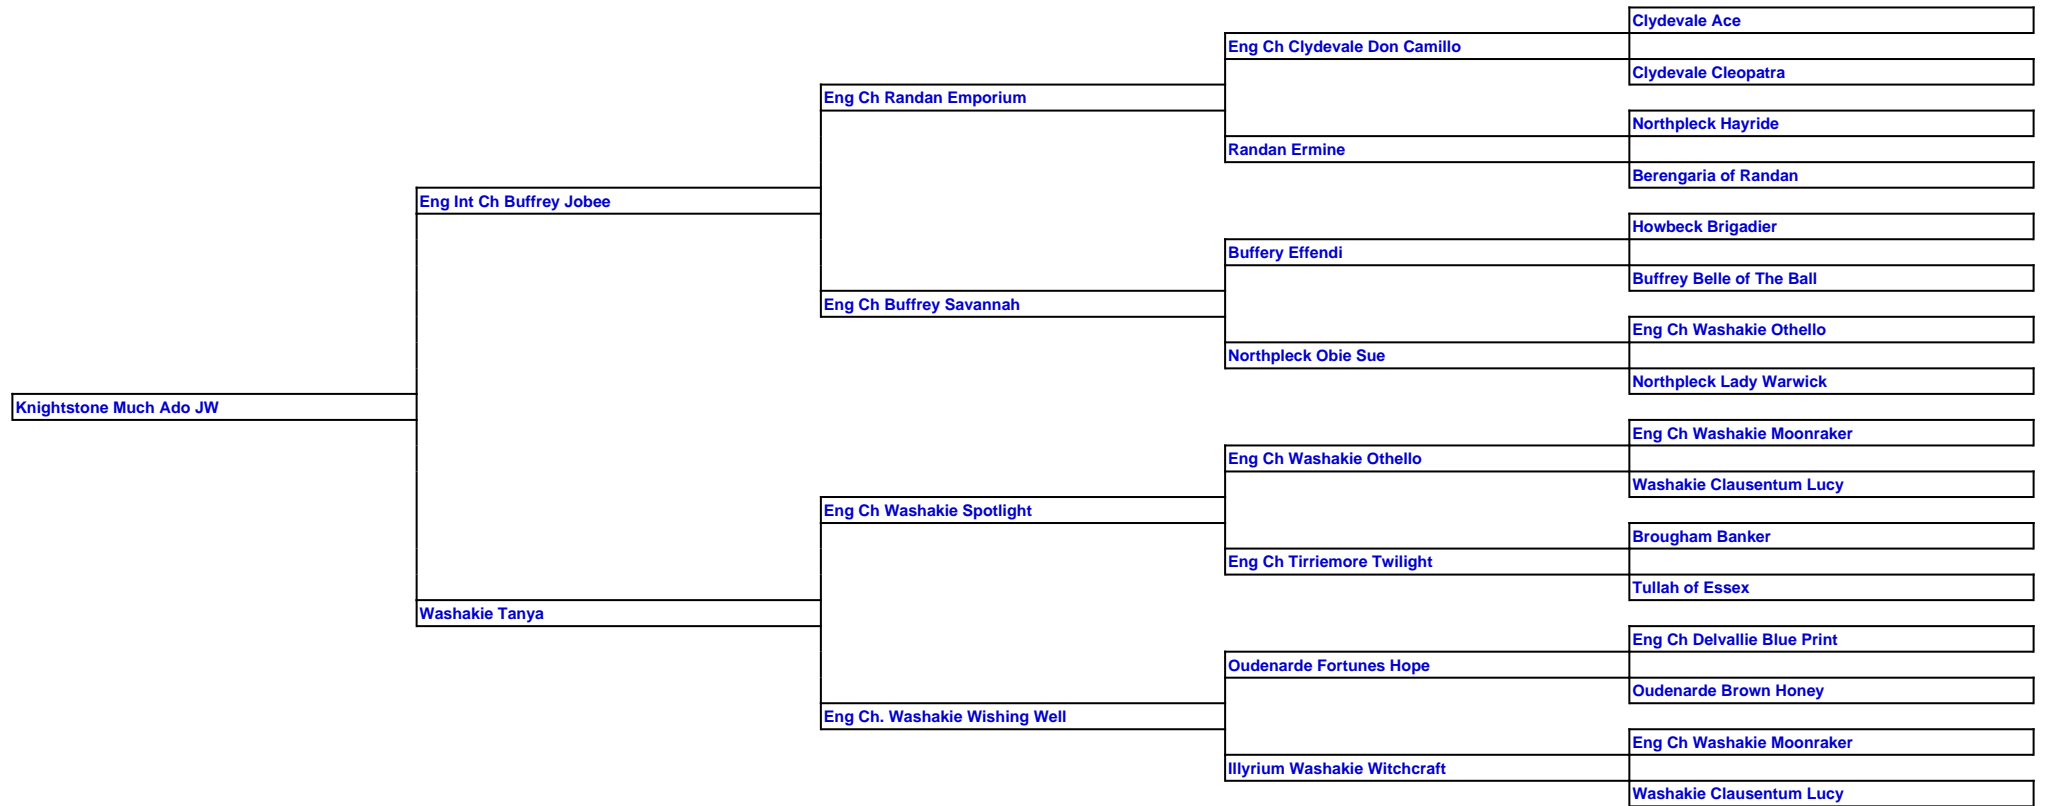 Clydevale Ace
Eng Ch Clydevale Don Camillo
Clydevale Cleopatra
Eng Ch Randan Emporium
Northpleck Hayride
Randan Ermine
Berengaria of Randan
Eng Int Ch Buffrey Jobee
Howbeck Brigadier
Buffery Effendi
Buffrey Belle of The Ball
Eng Ch Buffrey Savannah
Eng Ch Washakie Othello
Northpleck Obie Sue
Northpleck Lady Warwick
Knightstone Much Ado JW
Eng Ch Washakie Moonraker
Eng Ch Washakie Othello
Washakie Clausentum Lucy
Eng Ch Washakie Spotlight
Brougham Banker
Eng Ch Tirriemore Twilight
Tullah of Essex
Washakie Tanya
Eng Ch Delvallie Blue Print
Oudenarde Fortunes Hope
Oudenarde Brown Honey
Eng Ch. Washakie Wishing Well
Eng Ch Washakie Moonraker
Illyrium Washakie Witchcraft
Washakie Clausentum Lucy